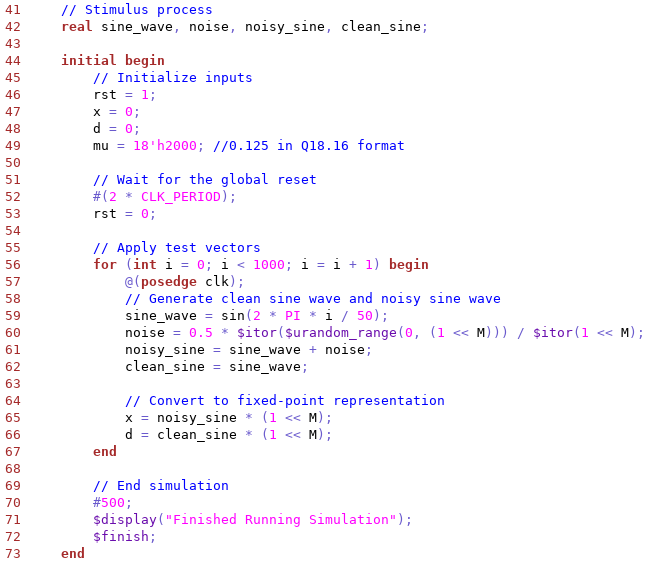 41 // Stimulus process
42 real sine_wave, noise, noisy_sine, clean_sine;
43
44 initial begin
45 // Initialize inputs
46 rst = 1;
47 x = 0;
48 d = 0;
49 mu = 18'h2000; //0.125 in Q18.16 format
50
51 // Wait for the global reset
52 #(2 * CLK_PERIOD);
53 rst = 0;
54
55 // Apply test vectors
56 for (int i = 0; i < 1000; i = i + 1) begin
57 @(posedge clk);
58 // Generate clean sine wave and noisy sine wave
59 sine_wave = sin(2 * PI * i / 50);
60 noise = 0.5 * $itor($urandom_range(0, (1 << M))) / $itor(1 << M);
61 noisy_sine = sine_wave + noise;
62 clean_sine = sine_wave;
63
64 // Convert to fixed-point representation
65 x = noisy_sine * (1 << M);
66 d = clean_sine * (1 << M);
67 end
68
69 // End simulation
70 #500;
71 $display("Finished Running Simulation");
72 $finish;
73 end